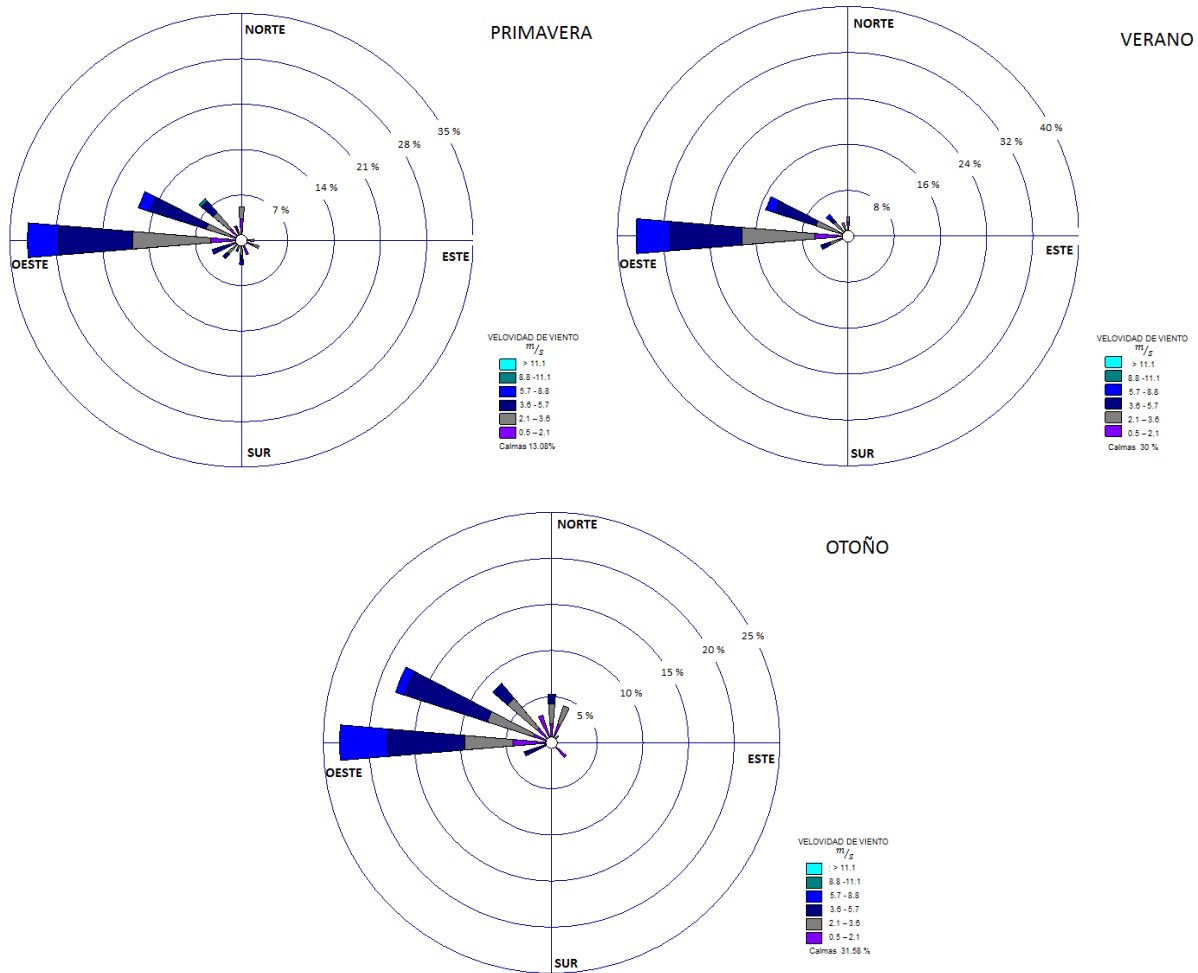 PRIMAVERA
NORTE
35 %
28 %
21 %
14 %
7 %
OESTE
ESTE
SUR
VELOVIDAD DE VIENTO
m/s
> 11.1
8.8 -11.1
5.7 - 8.8
3.6 - 5.7
2.1 – 3.6
0.5 – 2.1
Calmas 13.08%
VERANO
NORTE
40 %
32 %
24 %
16 %
8 %
OESTE
ESTE
SUR
VELOVIDAD DE VIENTO
m/s
> 11.1
8.8 -11.1
5.7 - 8.8
3.6 - 5.7
2.1 – 3.6
0.5 – 2.1
Calmas 30 %
OTOÑO
NORTE
25 %
20 %
15 %
10 %
5 %
OESTE
ESTE
SUR
VELOVIDAD DE VIENTO
m/s
> 11.1
8.8 -11.1
5.7 - 8.8
3.6 - 5.7
2.1 – 3.6
0.5 – 2.1
Calmas 31.58 %